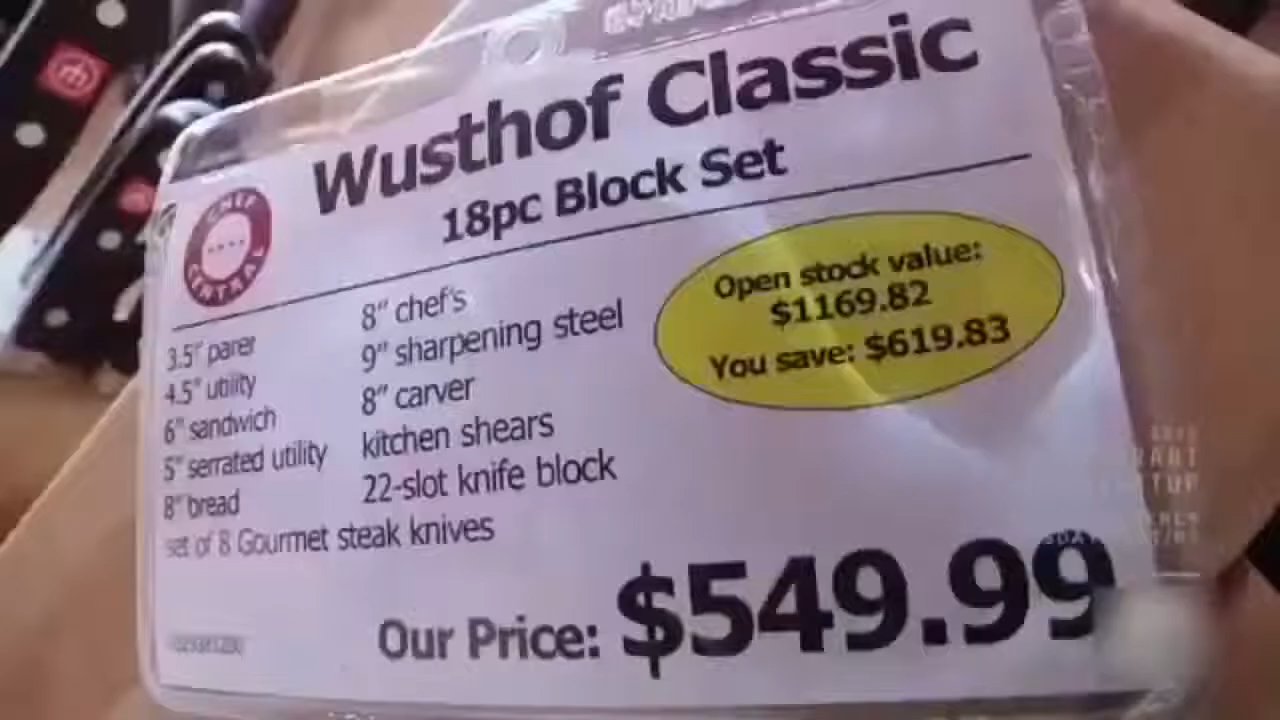 Wusthof Classic
18pc Block Set
CHEF
CENTRAL
Open stock value:
$1169.82
You save: $619.83
3.5" parer
4.5" utility
6" sandwich
5" serrated utility
8" bread
set of 8 Gourmet steak knives
8" chef's
9" sharpening steel
8" carver
kitchen shears
22-slot knife block
Our Price: $549.99